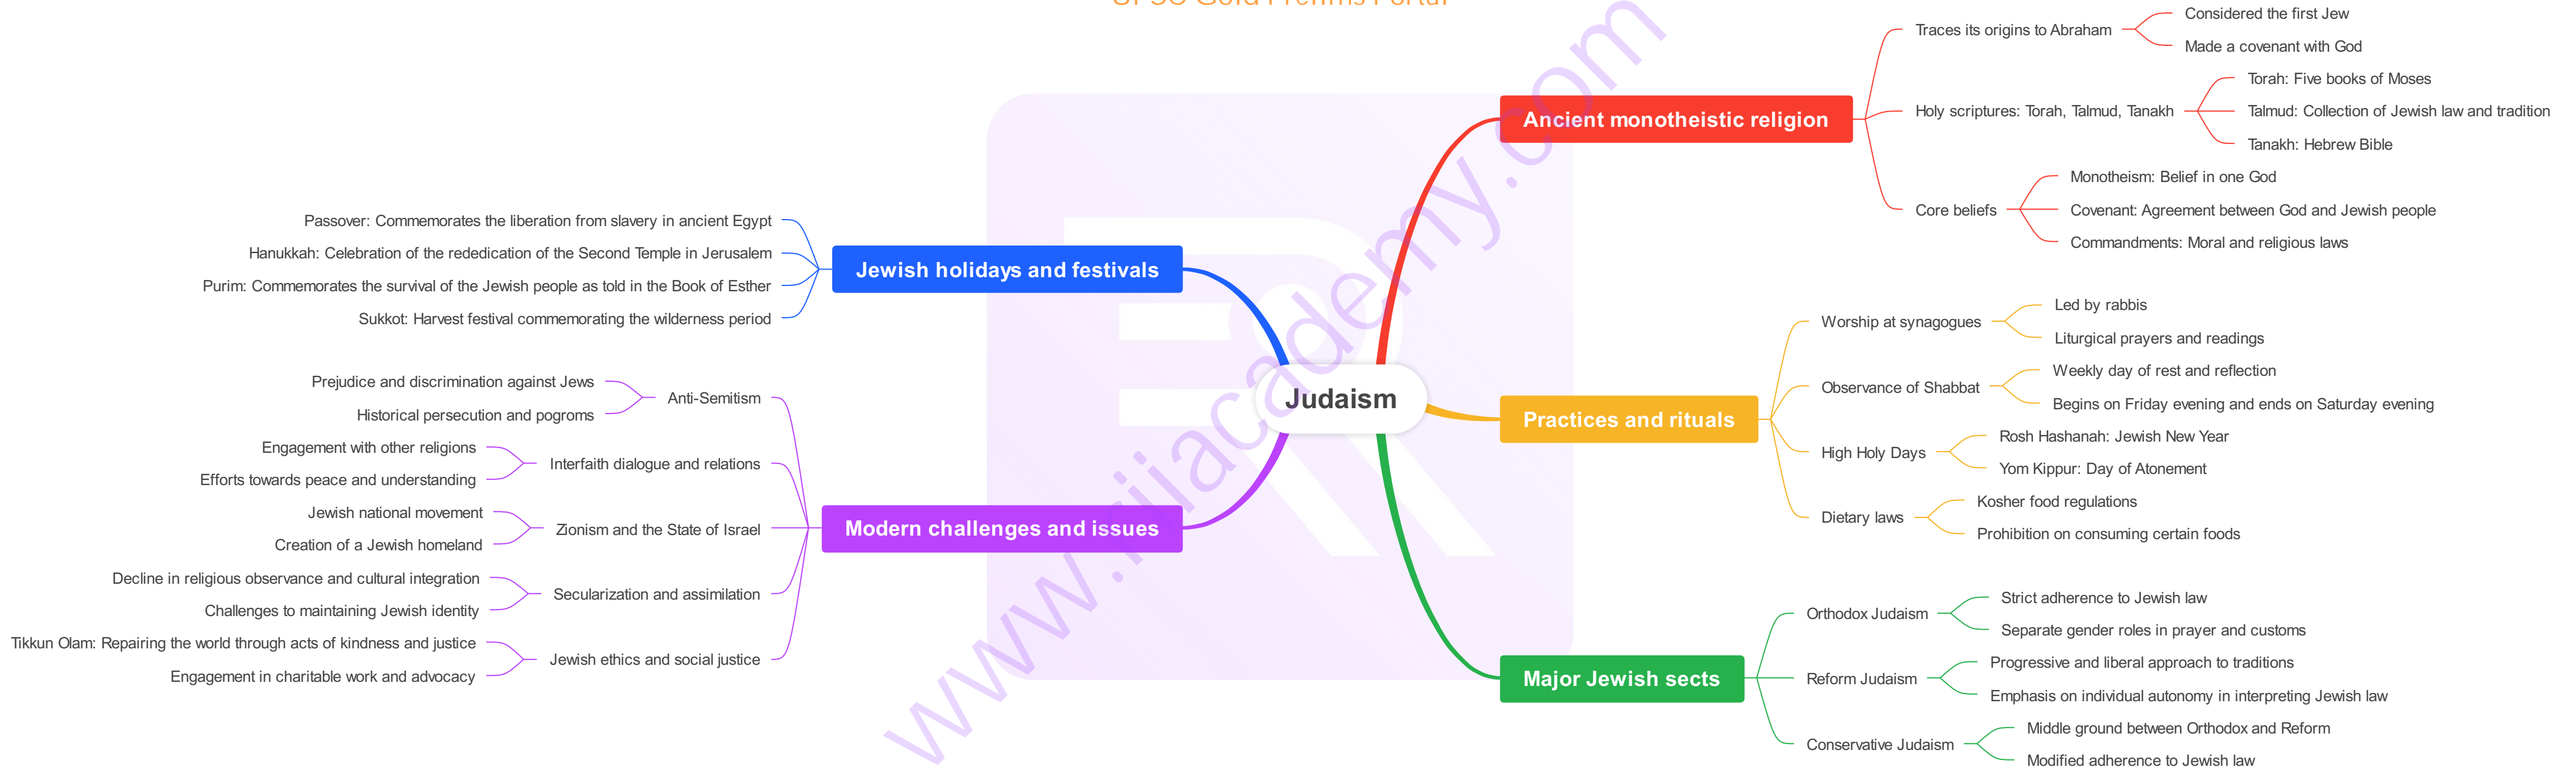 Judaism
Ancient monotheistic religion
Traces its origins to Abraham
Considered the first Jew
Made a covenant with God
Holy scriptures: Torah, Talmud, Tanakh
Torah: Five books of Moses
Talmud: Collection of Jewish law and tradition
Tanakh: Hebrew Bible
Core beliefs
Monotheism: Belief in one God
Covenant: Agreement between God and Jewish people
Commandments: Moral and religious laws
Practices and rituals
Worship at synagogues
Led by rabbis
Liturgical prayers and readings
Observance of Shabbat
Weekly day of rest and reflection
Begins on Friday evening and ends on Saturday evening
High Holy Days
Rosh Hashanah: Jewish New Year
Yom Kippur: Day of Atonement
Dietary laws
Kosher food regulations
Prohibition on consuming certain foods
Major Jewish sects
Orthodox Judaism
Strict adherence to Jewish law
Separate gender roles in prayer and customs
Reform Judaism
Progressive and liberal approach to traditions
Emphasis on individual autonomy in interpreting Jewish law
Conservative Judaism
Middle ground between Orthodox and Reform
Modified adherence to Jewish law
Jewish holidays and festivals
Passover: Commemorates the liberation from slavery in ancient Egypt
Hanukkah: Celebration of the rededication of the Second Temple in Jerusalem
Purim: Commemorates the survival of the Jewish people as told in the Book of Esther
Sukkot: Harvest festival commemorating the wilderness period
Modern challenges and issues
Anti-Semitism
Prejudice and discrimination against Jews
Historical persecution and pogroms
Interfaith dialogue and relations
Engagement with other religions
Efforts towards peace and understanding
Zionism and the State of Israel
Jewish national movement
Creation of a Jewish homeland
Secularization and assimilation
Decline in religious observance and cultural integration
Challenges to maintaining Jewish identity
Jewish ethics and social justice
Tikkun Olam: Repairing the world through acts of kindness and justice
Engagement in charitable work and advocacy